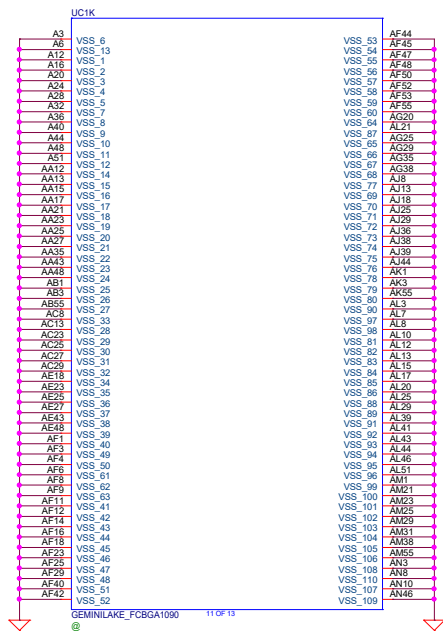 UC1K
A3 VSS_6 VSS_53 AF44
A6 VSS_13 VSS_54 AF45
A12 VSS_1 VSS_55 AF47
A16 VSS_2 VSS_56 AF48
A20 VSS_3 VSS_57 AF50
A24 VSS_4 VSS_58 AF52
A28 VSS_5 VSS_59 AF53
A32 VSS_7 VSS_60 AF55
A36 VSS_8 VSS_64 AG20
A40 VSS_9 VSS_87 AL21
A44 VSS_10 VSS_65 AG25
A48 VSS_11 VSS_66 AG29
A51 VSS_12 VSS_67 AG35
AA12 VSS_14 VSS_68 AG38
AA13 VSS_15 VSS_77 AJ8
AA15 VSS_16 VSS_69 AJ13
AA17 VSS_17 VSS_70 AJ18
AA21 VSS_18 VSS_71 AJ25
AA23 VSS_19 VSS_72 AJ29
AA25 VSS_20 VSS_73 AJ36
AA27 VSS_21 VSS_74 AJ38
AA35 VSS_22 VSS_75 AJ39
AA43 VSS_23 VSS_76 AJ44
AA48 VSS_24 VSS_78 AK1
AB1 VSS_25 VSS_79 AK3
AB3 VSS_26 VSS_80 AK55
AB55 VSS_27 VSS_90 AL3
AC8 VSS_33 VSS_97 AL7
AC13 VSS_28 VSS_98 AL8
AC23 VSS_29 VSS_81 AL10
AC25 VSS_30 VSS_82 AL12
AC27 VSS_31 VSS_83 AL13
AC29 VSS_32 VSS_84 AL15
AE18 VSS_34 VSS_85 AL17
AE23 VSS_35 VSS_86 AL20
AE25 VSS_36 VSS_88 AL25
AE27 VSS_37 VSS_89 AL29
AE43 VSS_38 VSS_91 AL39
AE48 VSS_39 VSS_92 AL41
AF1 VSS_40 VSS_93 AL43
AF3 VSS_49 VSS_94 AL44
AF4 VSS_50 VSS_95 AL46
AF6 VSS_61 VSS_96 AL51
AF8 VSS_62 VSS_99 AM1
AF9 VSS_63 VSS_100 AM21
AF11 VSS_41 VSS_101 AM23
AF12 VSS_42 VSS_102 AM25
AF14 VSS_43 VSS_103 AM29
AF16 VSS_44 VSS_104 AM31
AF18 VSS_45 VSS_105 AM38
AF23 VSS_46 VSS_106 AM55
AF25 VSS_47 VSS_108 AN3
AF29 VSS_48 VSS_110 AN8
AF40 VSS_51 VSS_107 AN10
AF42 VSS_52 VSS_109 AN46
GEMINILAKE_FCBGA1090 11 OF 13
@